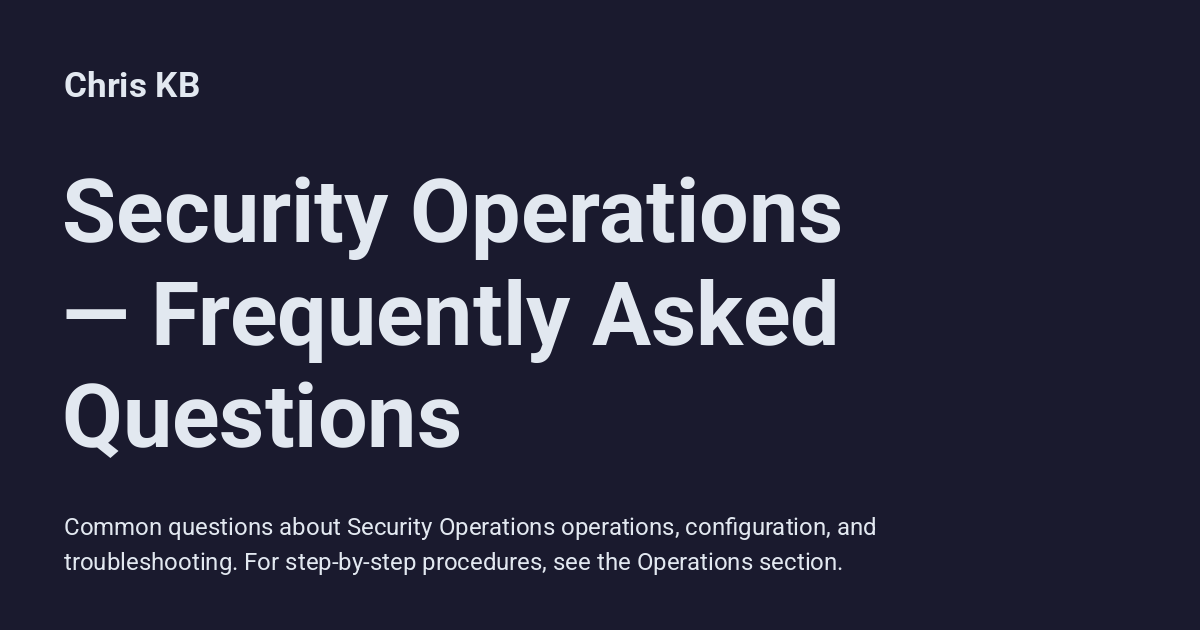 Chris KB
Security Operations
— Frequently Asked
Questions
Common questions about Security Operations operations, configuration, and
troubleshooting. For step-by-step procedures, see the Operations section.